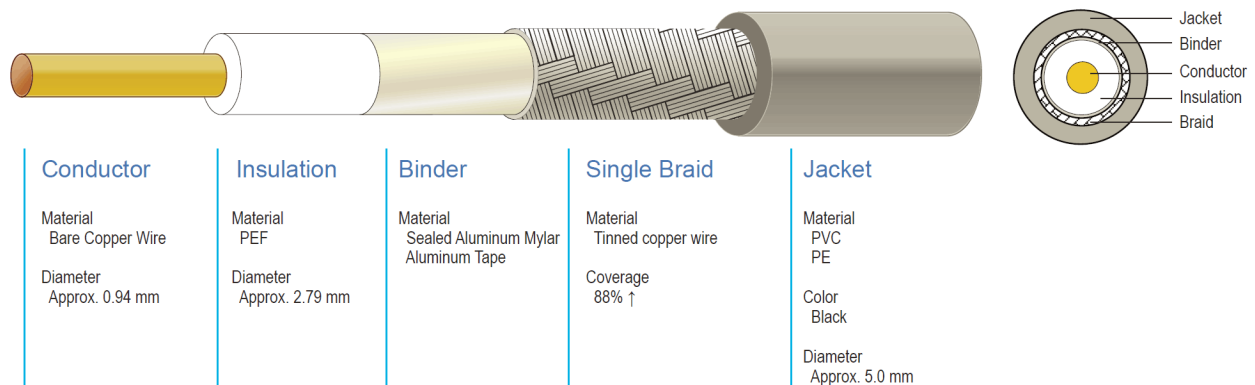 Jacket
Binder
Conductor
Insulation
Braid
Conductor
Material
Bare Copper Wire
Diameter
Approx. 0.94 mm
Insulation
Material
PEF
Diameter
Approx. 2.79 mm
Binder
Material
Sealed Aluminum Mylar
Aluminum Tape
Single Braid
Material
Tinned copper wire
Coverage
88% ↑
Jacket
Material
PVC
PE
Color
Black
Diameter
Approx. 5.0 mm